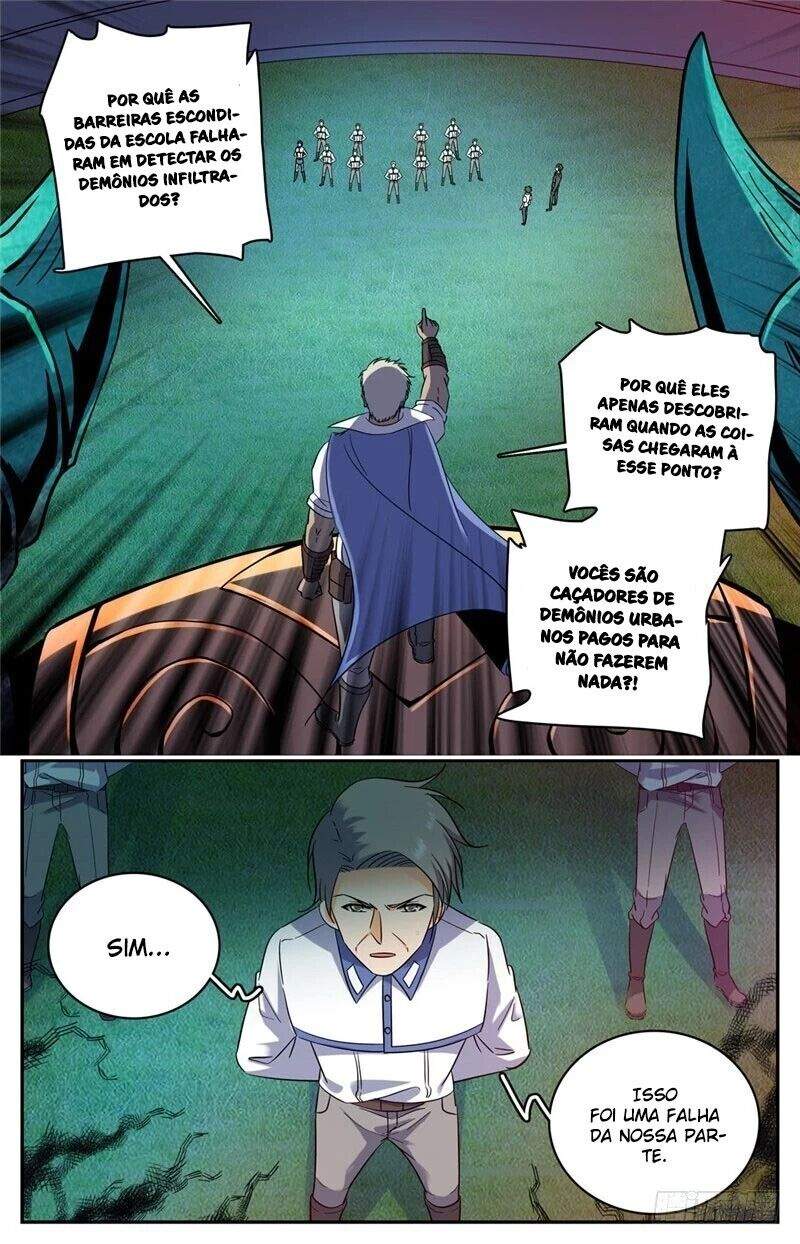 POR QUÊ AS
BARREIRAS ESCONDI-
DAS DA ESCOLA FALHA-
RAM EM DETECTAR OS
DEMÔNIOS INFILTRA-
DOS?
POR QUÊ ELES
APENAS DESCOBRI-
RAM QUANDO AS COI-
SAS CHEGARAM À
ESSE PONTO?
VOCÊS SÃO
CAÇADORES DE
DEMÔNIOS URBA-
NOS PAGOS PARA
NÃO FAZEREM
NADA?!
SIM...
ISSO
FOI UMA FALHA
DA NOSSA PAR-
TE.